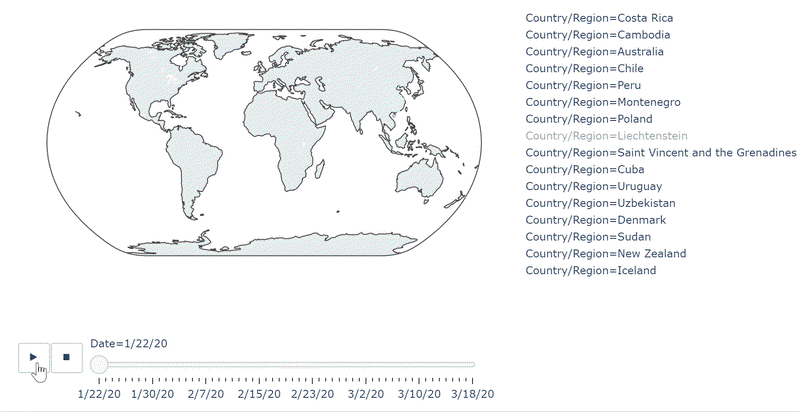 Country/Region=Costa Rica
Country/Region=Cambodia
Country/Region=Australia
Country/Region=Chile
Country/Region=Peru
Country/Region=Montenegro
Country/Region=Poland
Country/Region=Liechtenstein
Country/Region=Saint Vincent and the Grenadines
Country/Region=Cuba
Country/Region=Uruguay
Country/Region=Uzbekistan
Country/Region=Denmark
Country/Region=Sudan
Country/Region=New Zealand
Country/Region=Iceland
Date=1/22/20
1/22/20 1/30/20 2/7/20 2/15/20 2/23/20 3/2/20 3/10/20 3/18/20